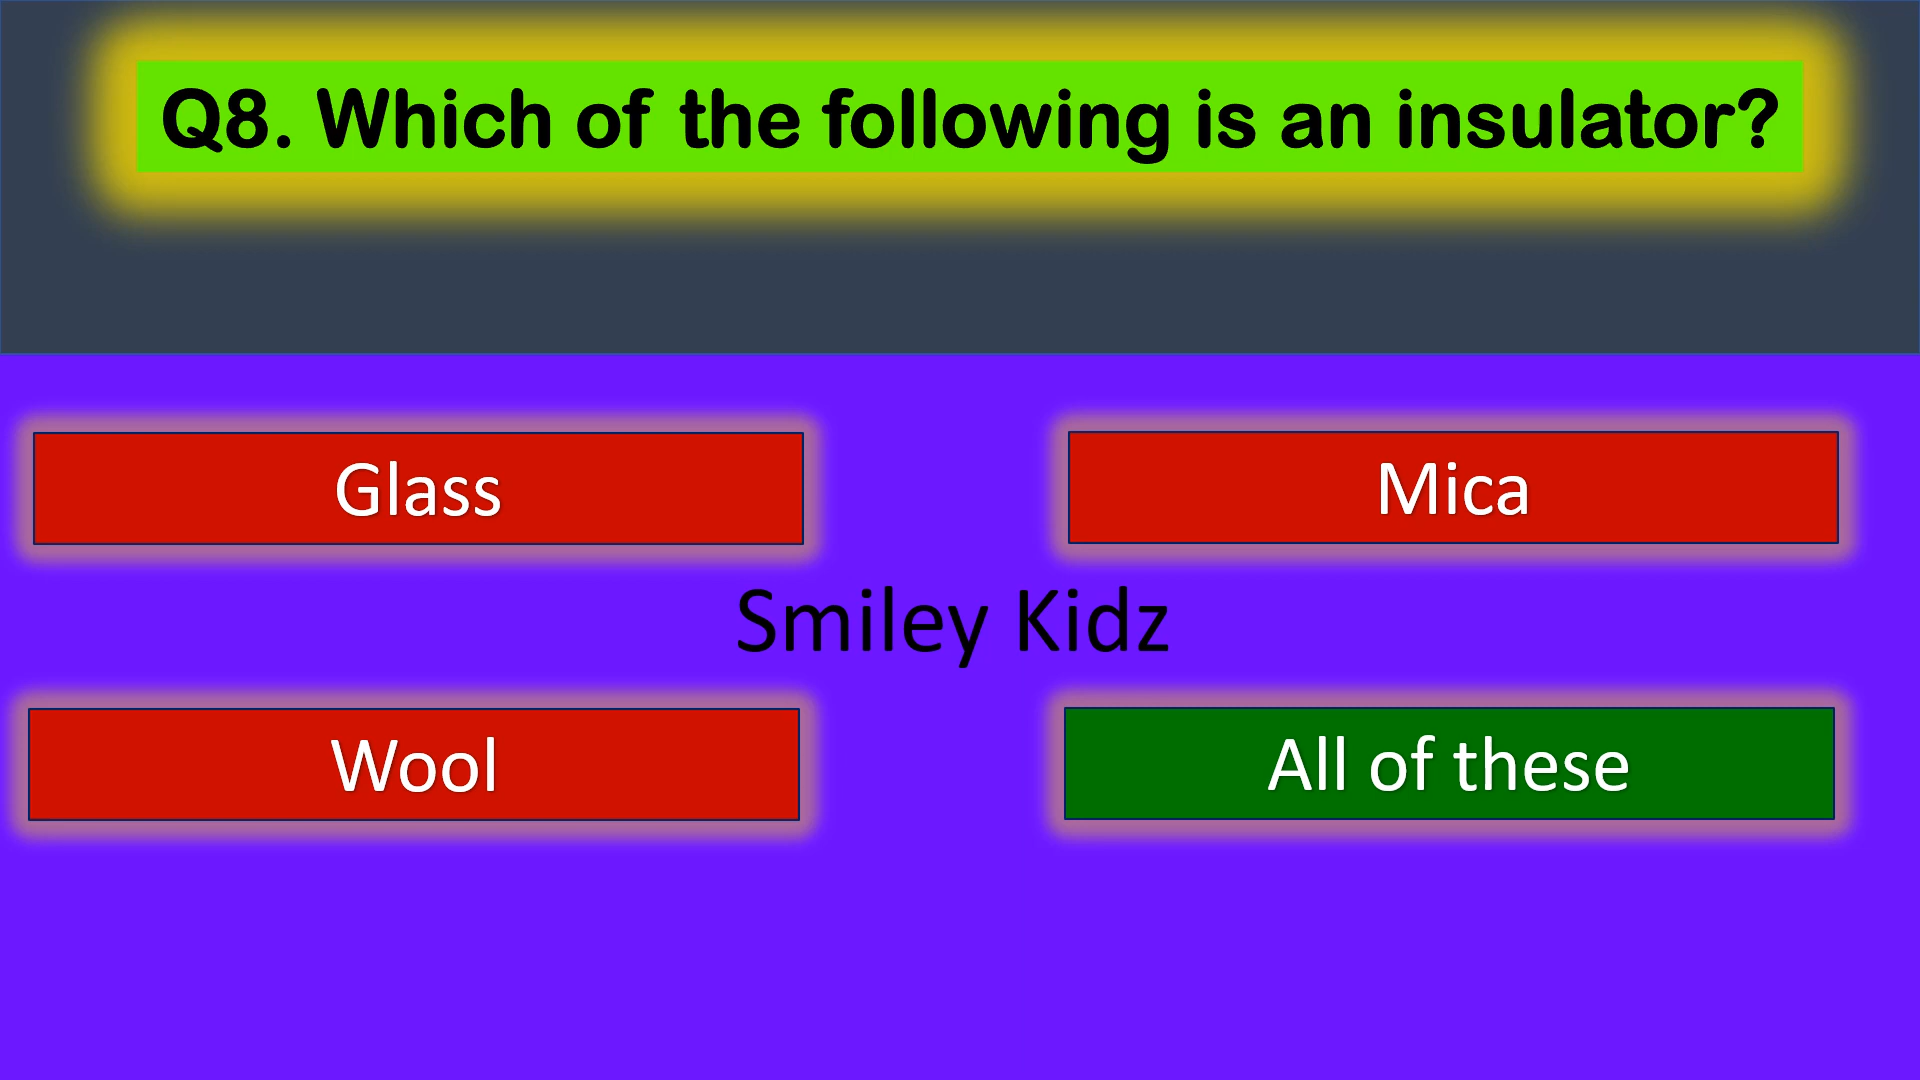 Q8. Which of the following is an insulator?
Glass
Mica
Smiley Kidz
Wool
All of these